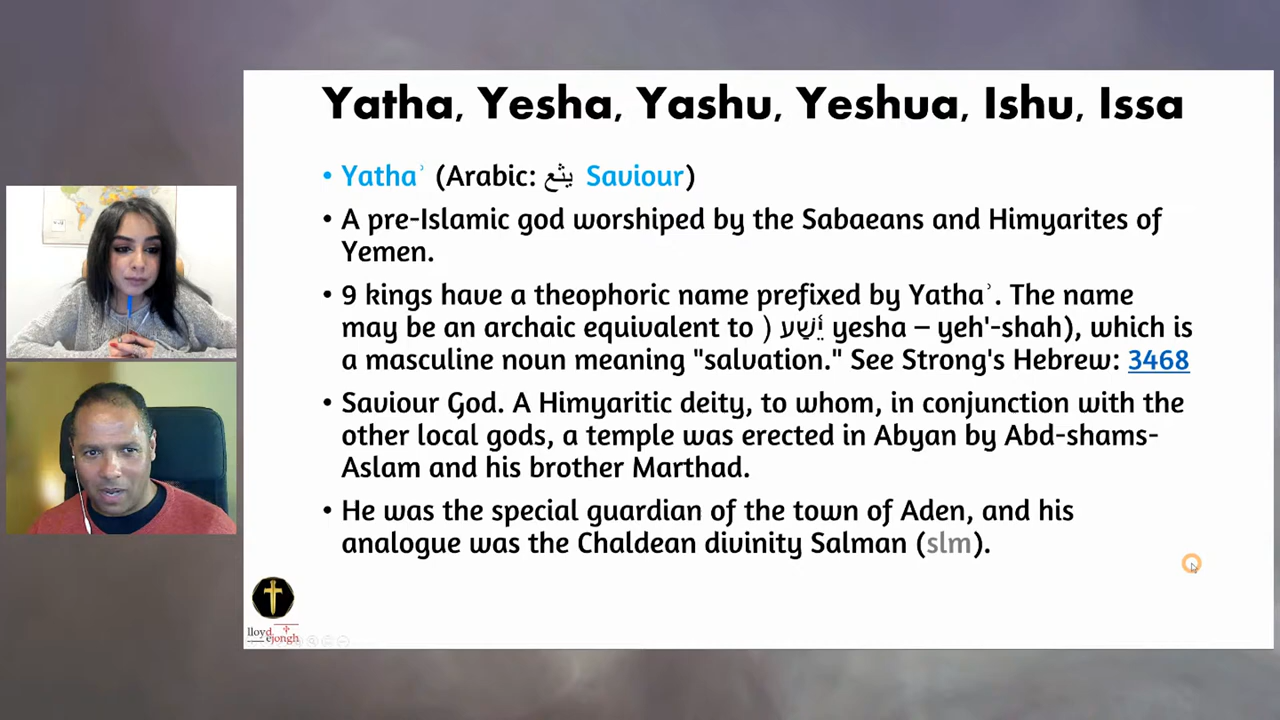 Yatha, Yesha, Yashu, Yeshua, Ishu, Issa
• Yathaʾ (Arabic: يثع Saviour)
• A pre-Islamic god worshiped by the Sabaeans and Himyarites of
Yemen.
• 9 kings have a theophoric name prefixed by Yathaʾ. The name
may be an archaic equivalent to ( יֵּשַׁע yesha – yeh'-shah), which is
a masculine noun meaning "salvation." See Strong's Hebrew: 3468
• Saviour God. A Himyaritic deity, to whom, in conjunction with the
other local gods, a temple was erected in Abyan by Abd-shams-
Aslam and his brother Marthad.
• He was the special guardian of the town of Aden, and his
analogue was the Chaldean divinity Salman (slm).
lloyd
ejongh